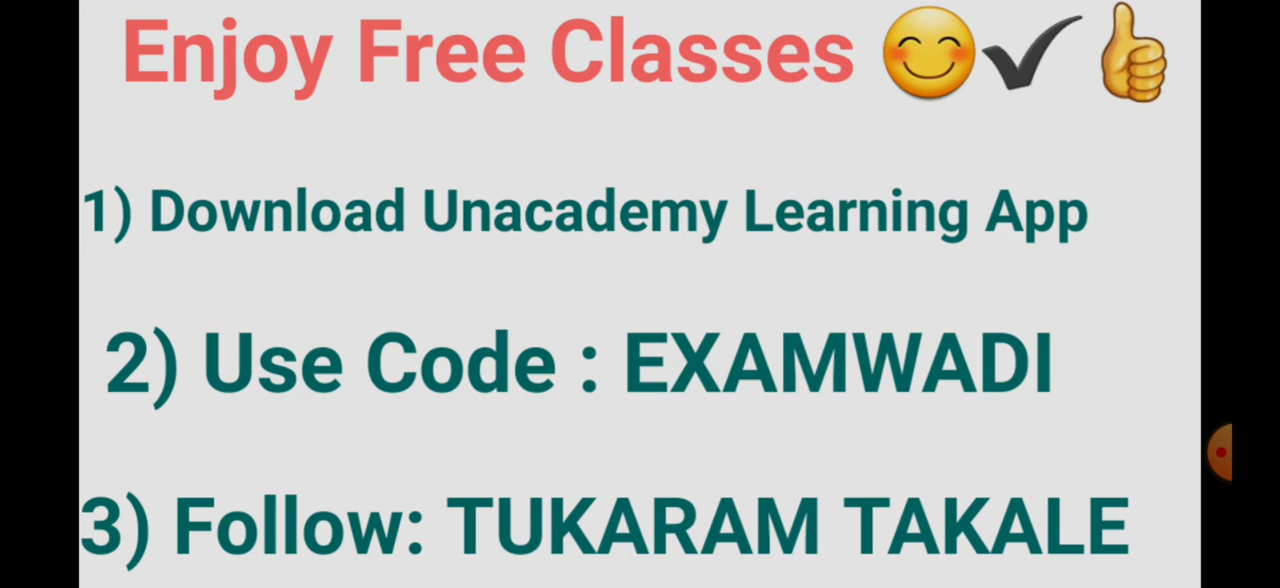 Enjoy Free Classes 😊✔👍
1) Download Unacademy Learning App
2) Use Code : EXAMWADI
3) Follow: TUKARAM TAKALE